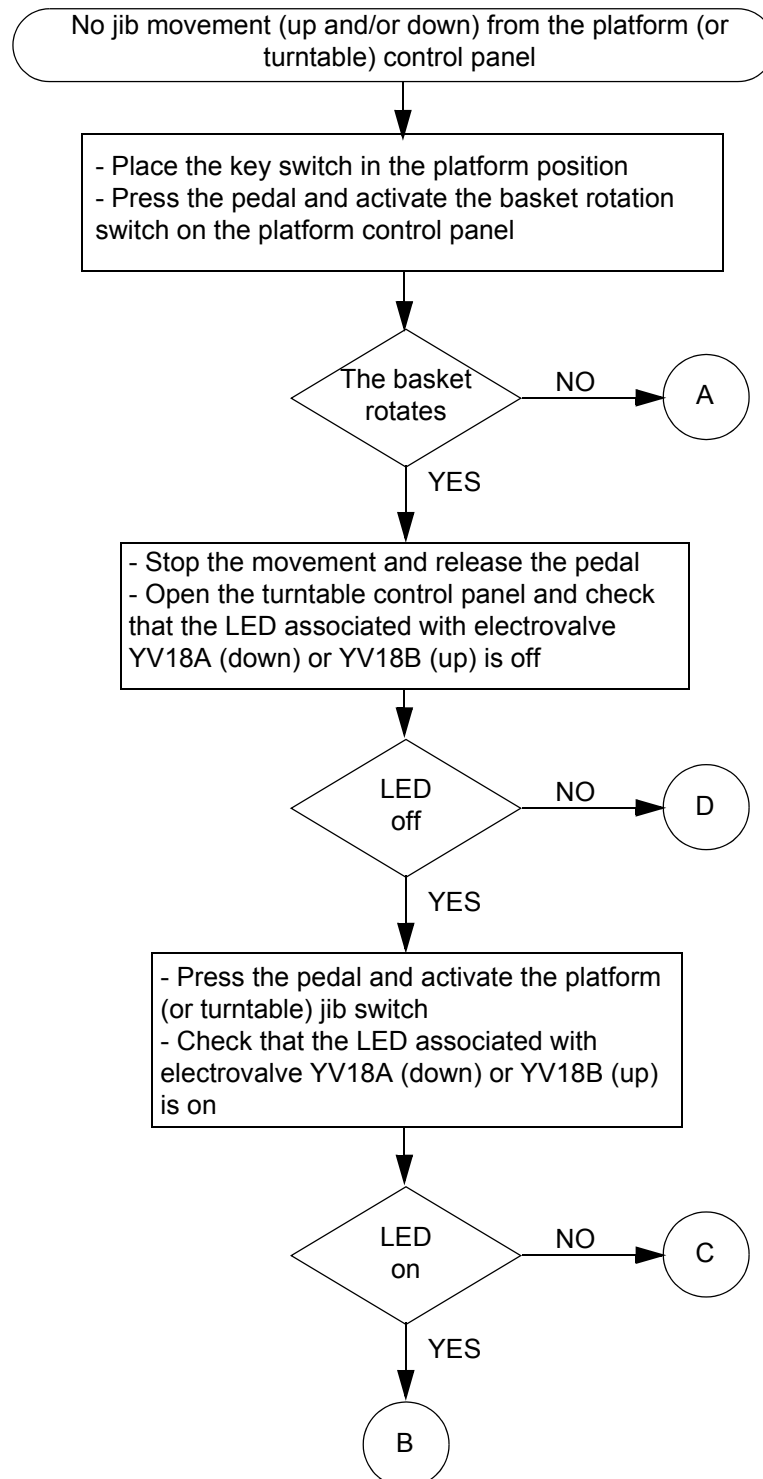 No jib movement (up and/or down) from the platform (or
turntable) control panel
- Place the key switch in the platform position
- Press the pedal and activate the basket rotation
switch on the platform control panel
The basket
rotates
NO
A
YES
- Stop the movement and release the pedal
- Open the turntable control panel and check
that the LED associated with electrovalve
YV18A (down) or YV18B (up) is off
LED
off
NO
D
YES
- Press the pedal and activate the platform
(or turntable) jib switch
- Check that the LED associated with
electrovalve YV18A (down) or YV18B (up)
is on
LED
on
NO
C
YES
B